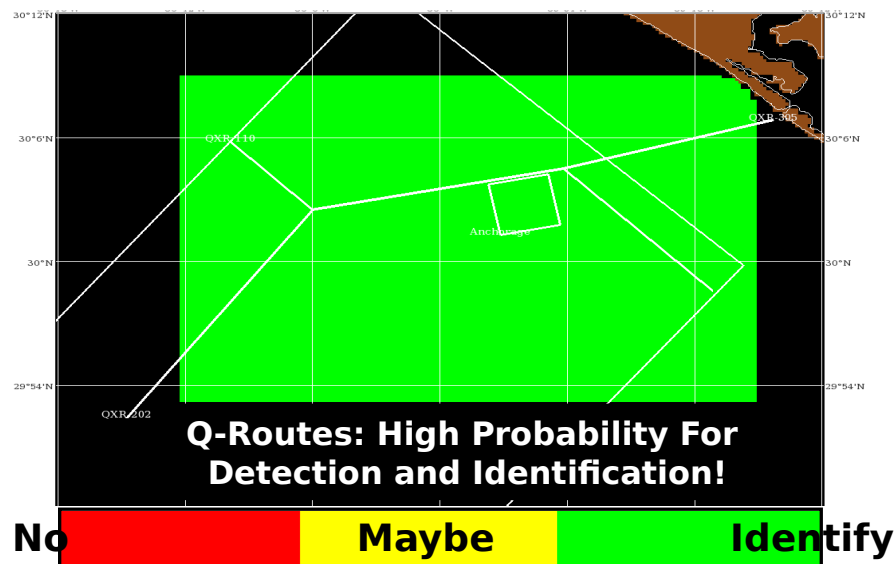 30°12'N
30°12'N
QXR-110
30°6'N
QXR-305
30°6'N
Anchorage
30°N
30°N
29°54'N
29°54'N
QXR-202
Q-Routes: High Probability For
Detection and Identification!
No
Maybe
Identify